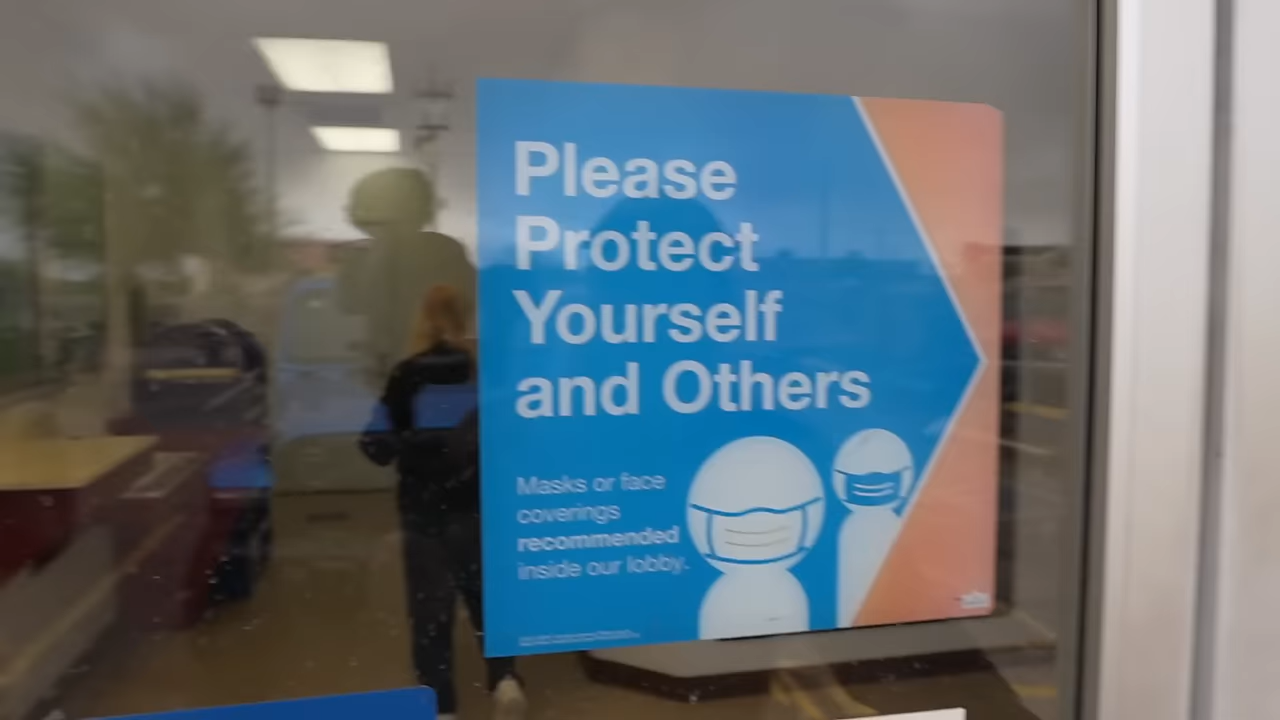 Please
Protect
Yourself
and Others
Masks or face
coverings
recommended
inside our lobby.